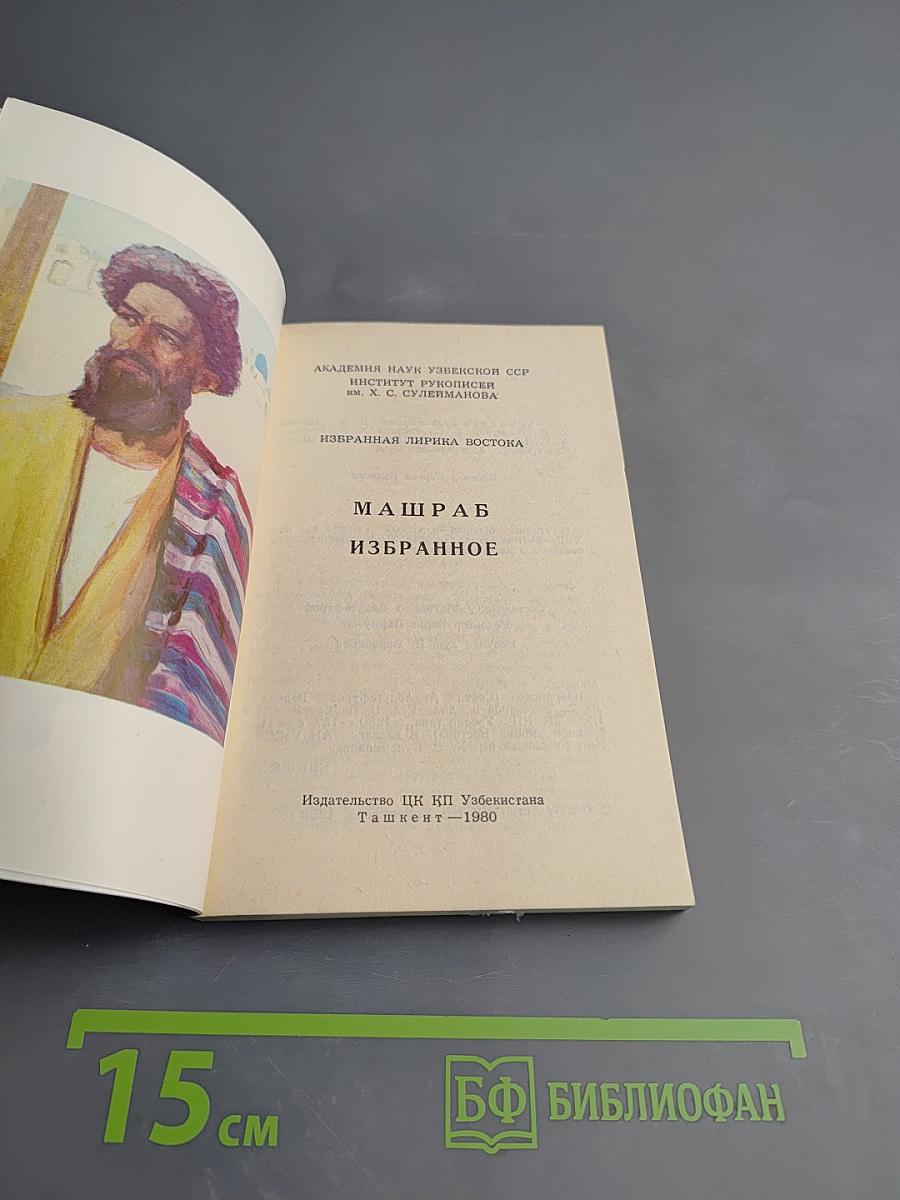 АКАДЕМИЯ НАУК УЗБЕКСКОЙ ССР
ИНСТИТУТ РУКОПИСЕЙ
им. Х. С. СУЛЕЙМАНОВА
ИЗБРАННАЯ ЛИРИКА ВОСТОКА
МАШРАБ
ИЗБРАННОЕ
Издательство ЦК КП Узбекистана
Ташкент—1980
15 см
БФ БИБЛИОФАН